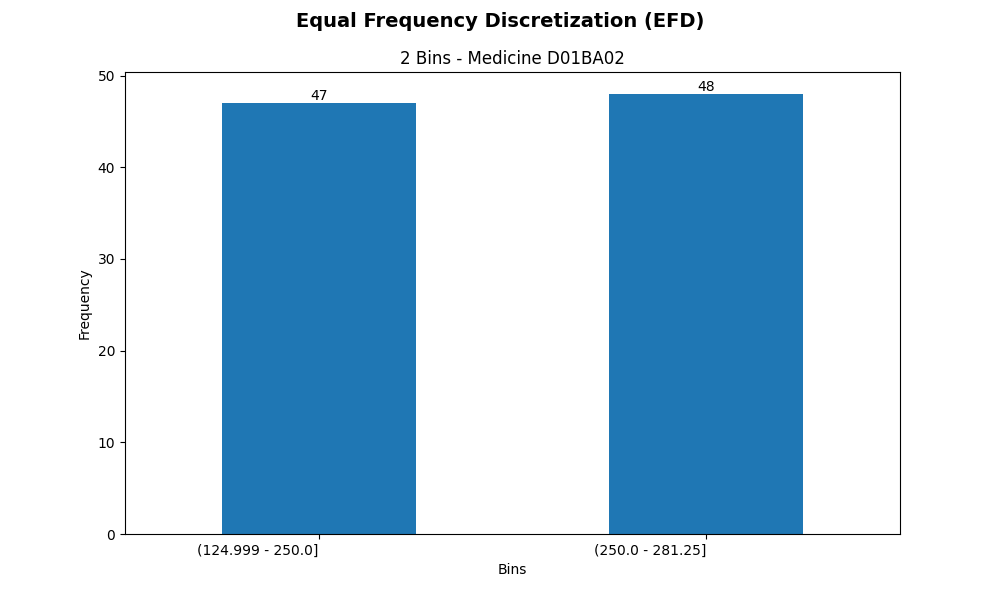 Equal Frequency Discretization (EFD)
2 Bins - Medicine D01BA02
50
40
30
20
10
0
Frequency
47
48
(124.999 - 250.0]
(250.0 - 281.25]
Bins